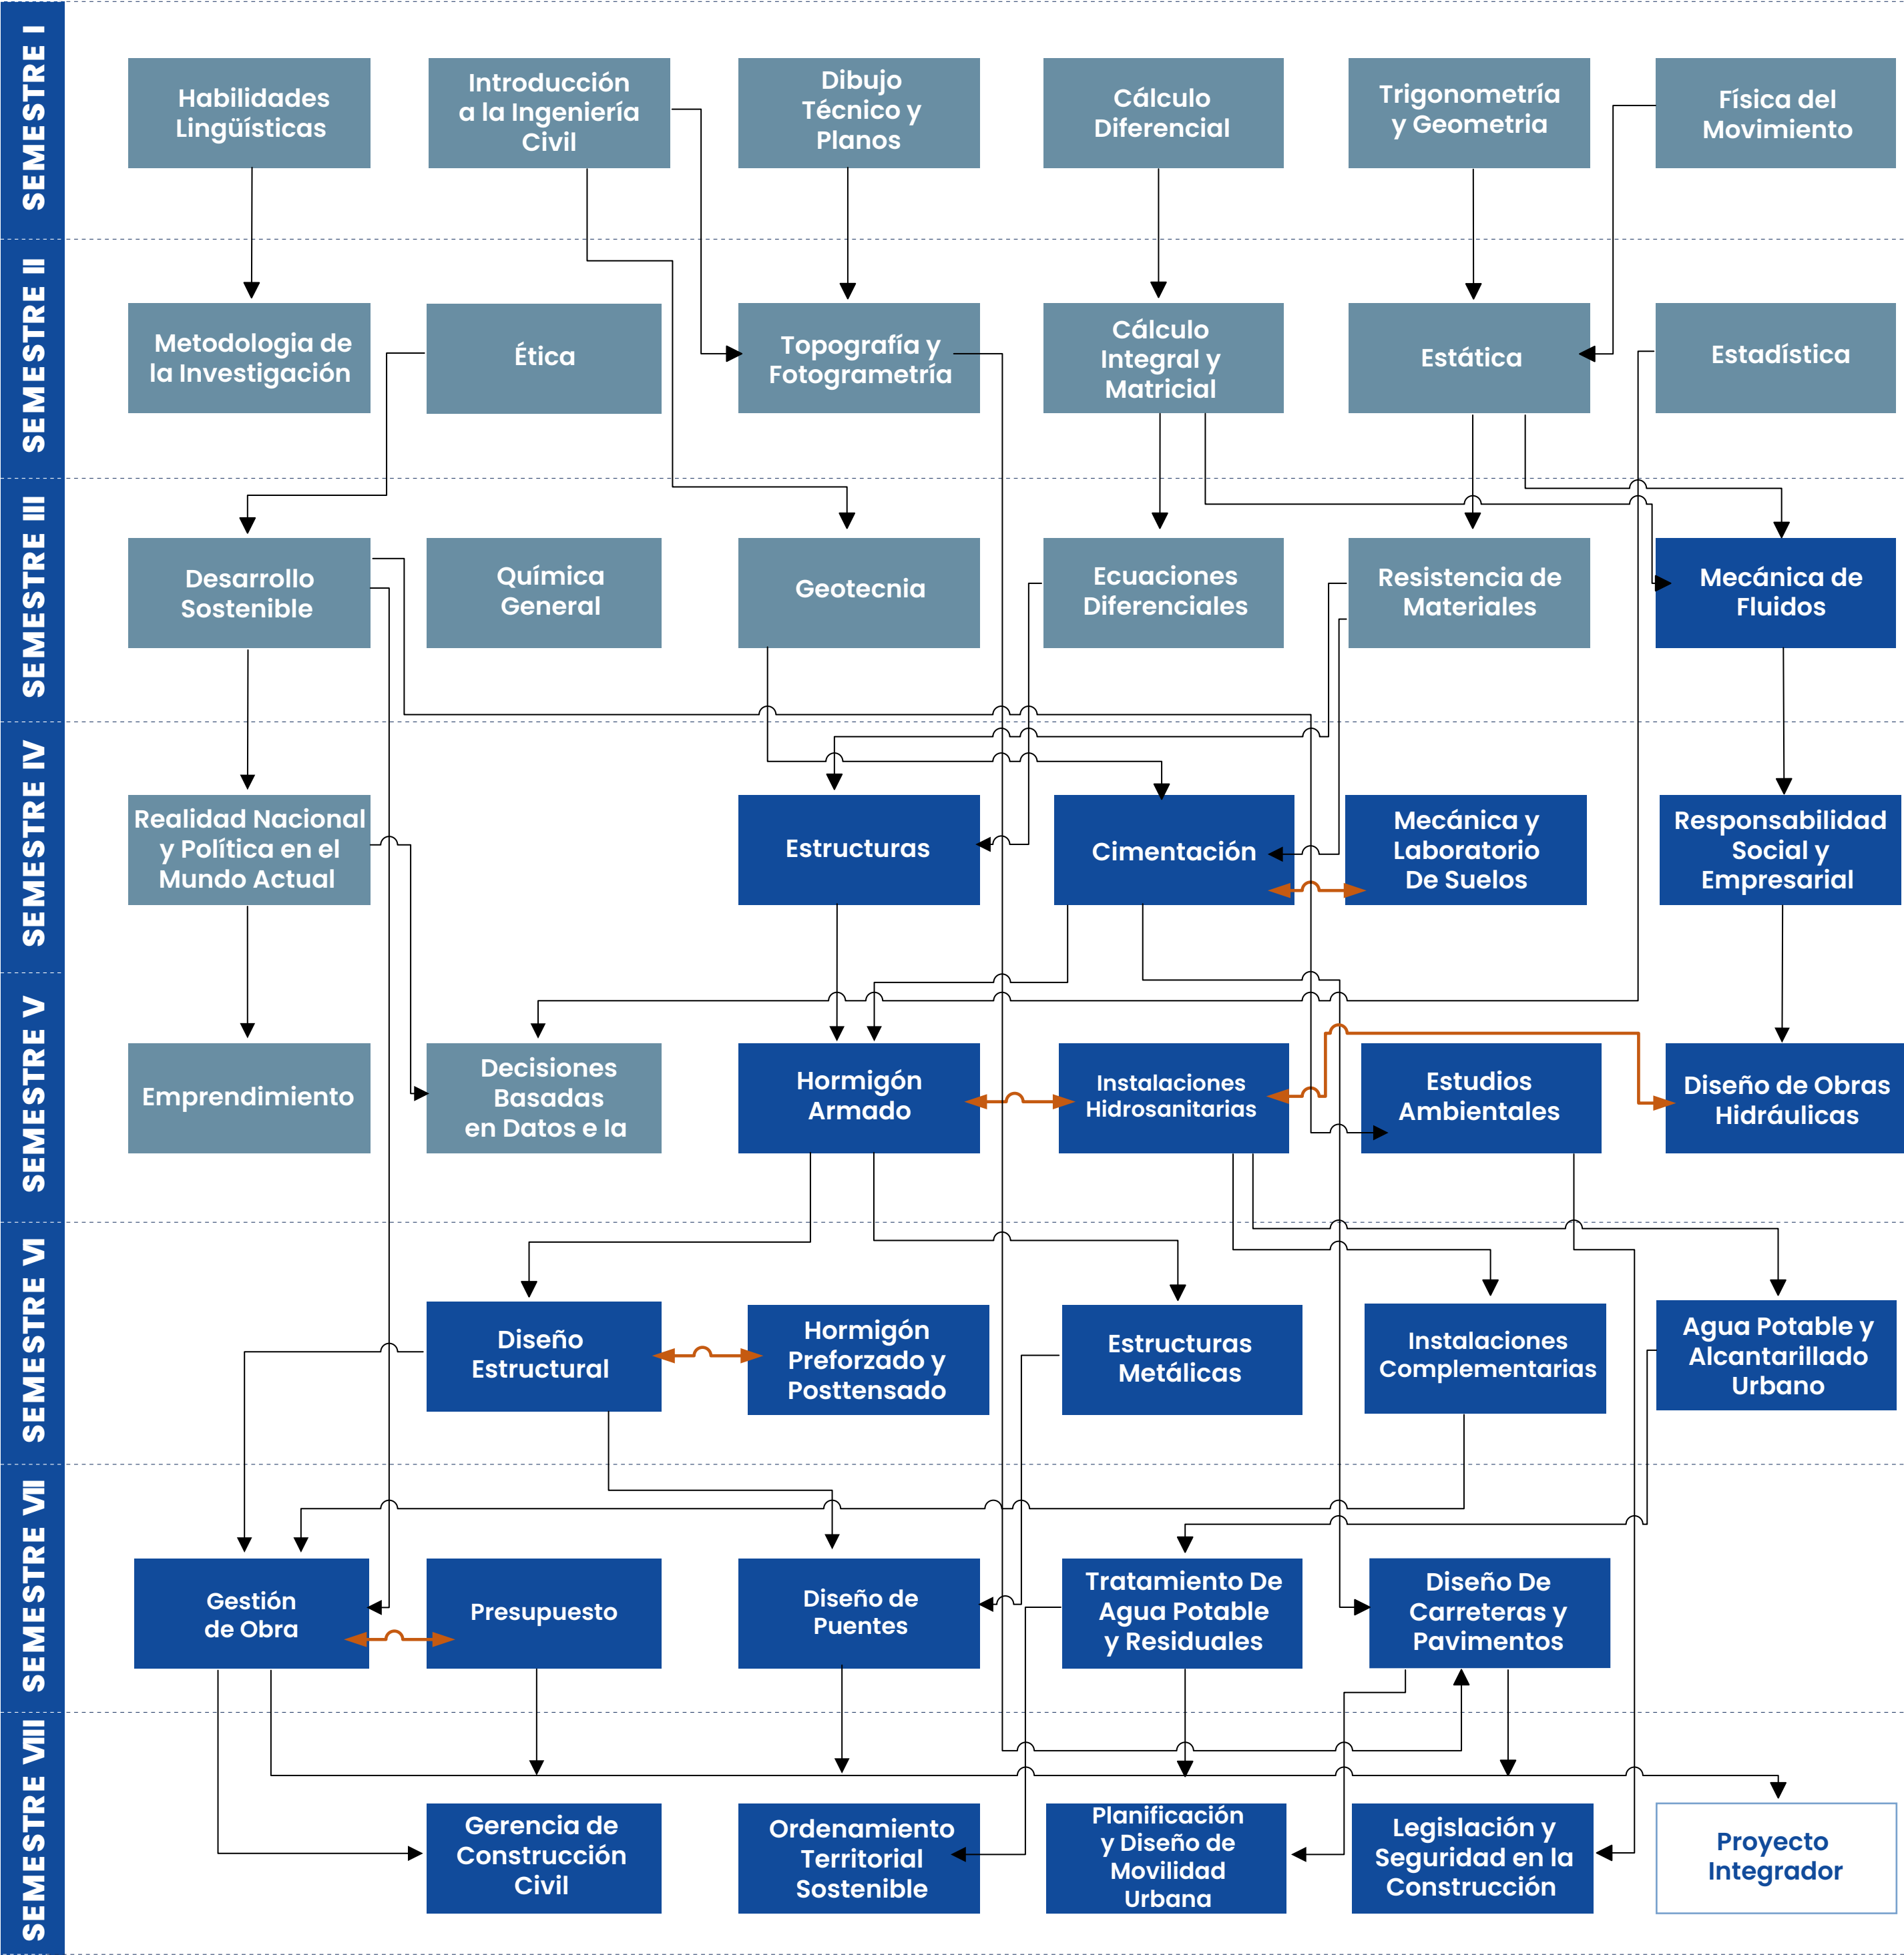 SEMESTRE I
Habilidades
Lingüísticas
Introducción
a la Ingeniería
Civil
Dibujo
Técnico y
Planos
Cálculo
Diferencial
Trigonometría
y Geometria
Física del
Movimiento
SEMESTRE II
Metodologia de
la Investigación
Ética
Topografía y
Fotogrametría
Cálculo
Integral y
Matricial
Estática
Estadística
SEMESTRE III
Desarrollo
Sostenible
Química
General
Geotecnia
Ecuaciones
Diferenciales
Resistencia de
Materiales
Mecánica de
Fluidos
SEMESTRE IV
Realidad Nacional
y Política en el
Mundo Actual
Estructuras
Cimentación
Mecánica y
Laboratorio
De Suelos
Responsabilidad
Social y
Empresarial
SEMESTRE V
Emprendimiento
Decisiones
Basadas
en Datos e Ia
Hormigón
Armado
Instalaciones
Hidrosanitarias
Estudios
Ambientales
Diseño de Obras
Hidráulicas
SEMESTRE VI
Diseño
Estructural
Hormigón
Preforzado y
Posttensado
Estructuras
Metálicas
Instalaciones
Complementarias
Agua Potable y
Alcantarillado
Urbano
SEMESTRE VII
Gestión
de Obra
Presupuesto
Diseño de
Puentes
Tratamiento De
Agua Potable
y Residuales
Diseño De
Carreteras y
Pavimentos
SEMESTRE VIII
Gerencia de
Construcción
Civil
Ordenamiento
Territorial
Sostenible
Planificación
y Diseño de
Movilidad
Urbana
Legislación y
Seguridad en la
Construcción
Proyecto
Integrador